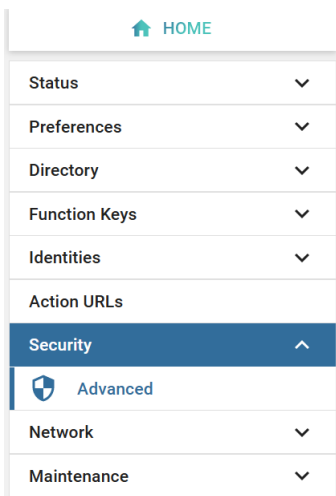 HOME
Status
Preferences
Directory
Function Keys
Identities
Action URLs
Security
Advanced
Network
Maintenance